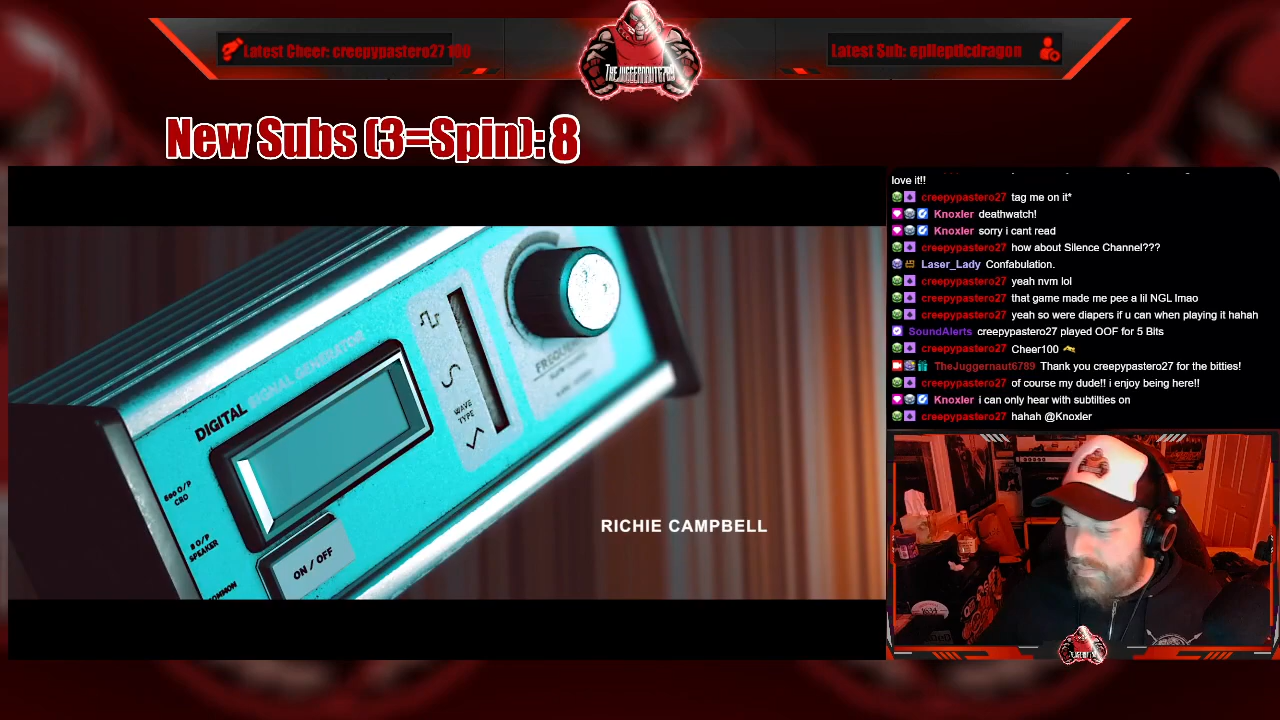 Latest Cheer: creepypastero27 100
THEJUGGERNAUT6789
Latest Sub: epilepticdragon
New Subs (3=Spin): 8
love it!!
creepypastero27 tag me on it*
Knoxler deathwatch!
Knoxler sorry i cant read
creepypastero27 how about Silence Channel???
Laser_Lady Confabulation.
creepypastero27 yeah nvm lol
creepypastero27 that game made me pee a lil NGL lmao
creepypastero27 yeah so were diapers if u can when playing it hahah
SoundAlerts creepypastero27 played OOF for 5 Bits
creepypastero27 Cheer100
TheJuggernaut6789 Thank you creepypastero27 for the bitties!
creepypastero27 of course my dude!! i enjoy being here!!
Knoxler i can only hear with subtilties on
creepypastero27 hahah @Knoxler
DIGITAL SIGNAL GENERATOR
WAVE
TYPE
8O/P
SPEAKER
ON / OFF
RICHIE CAMPBELL